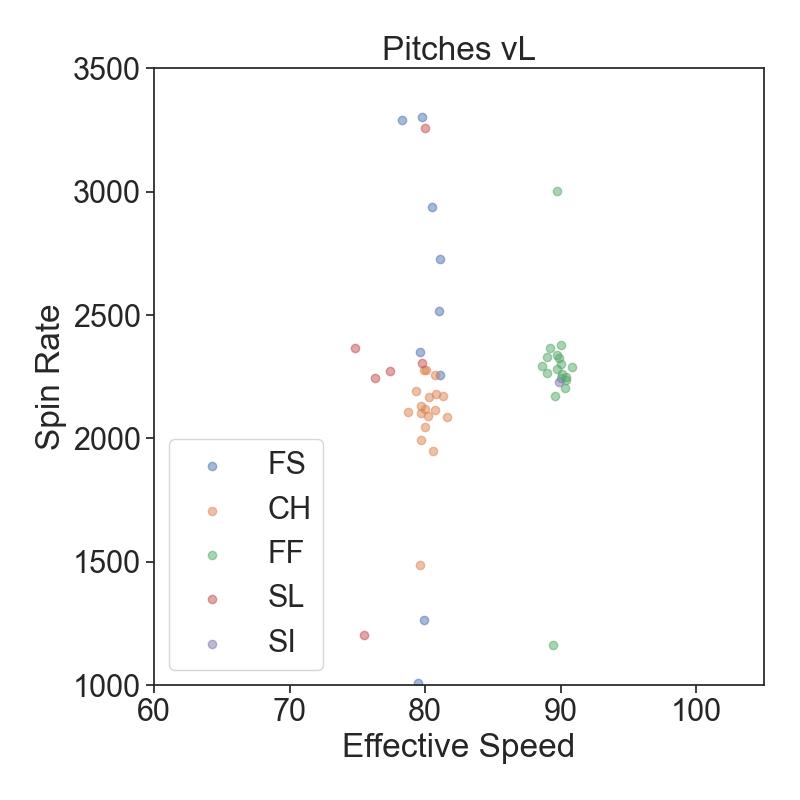 Pitches vL
Spin Rate
3500
3000
2500
2000
1500
1000
FS
CH
FF
SL
SI
60 70 80 90 100
Effective Speed